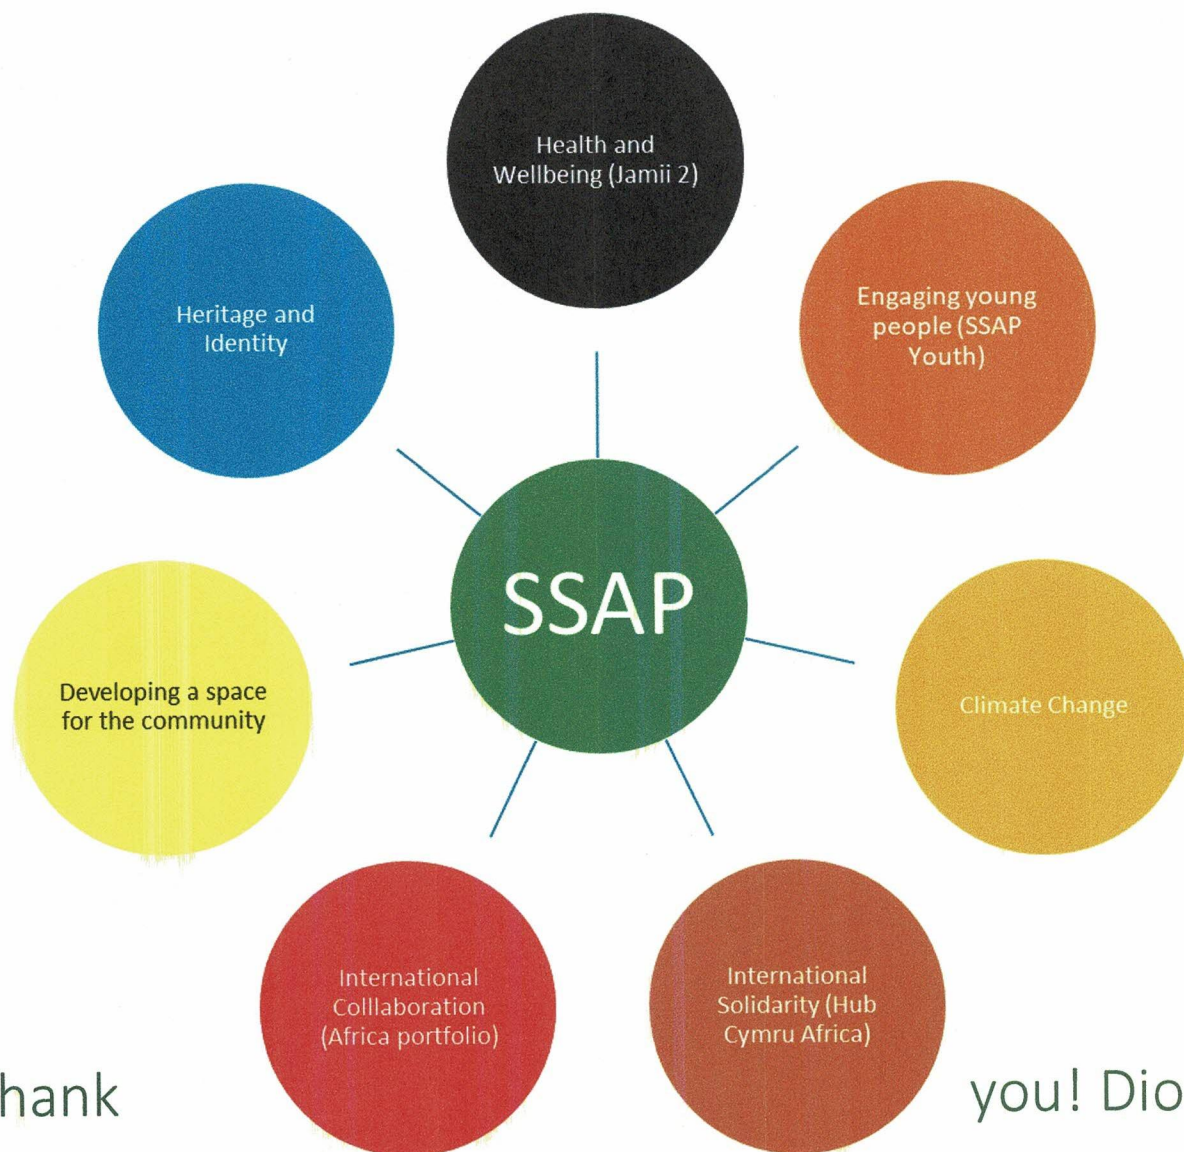 Health and
Wellbeing (Jamii 2)
Engaging young
people (SSAP
Youth)
Heritage and
Identity
SSAP
Developing a space
for the community
Climate Change
International
Colllaboration
(Africa portfolio)
International
Solidarity (Hub
Cymru Africa)
hank
you! Dio